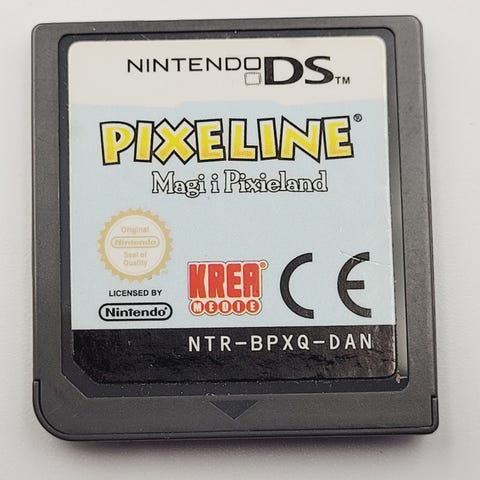 NINTENDO DS™
PIXELINE®
Magi i Pixieland
Original
Nintendo
Seal of
Quality
LICENSED BY
Nintendo®
KREA®
MEDIE
CE
NTR-BPXQ-DAN